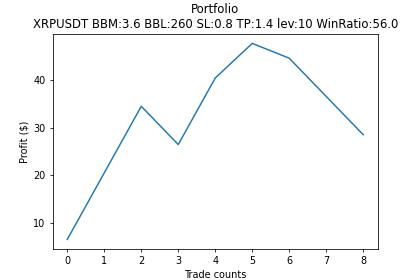 Portfolio
XRPUSDT BBM:3.6 BBL:260 SL:0.8 TP:1.4 lev:10 WinRatio:56.0
40
30
20
10
Profit ($)
0 1 2 3 4 5 6 7 8
Trade counts